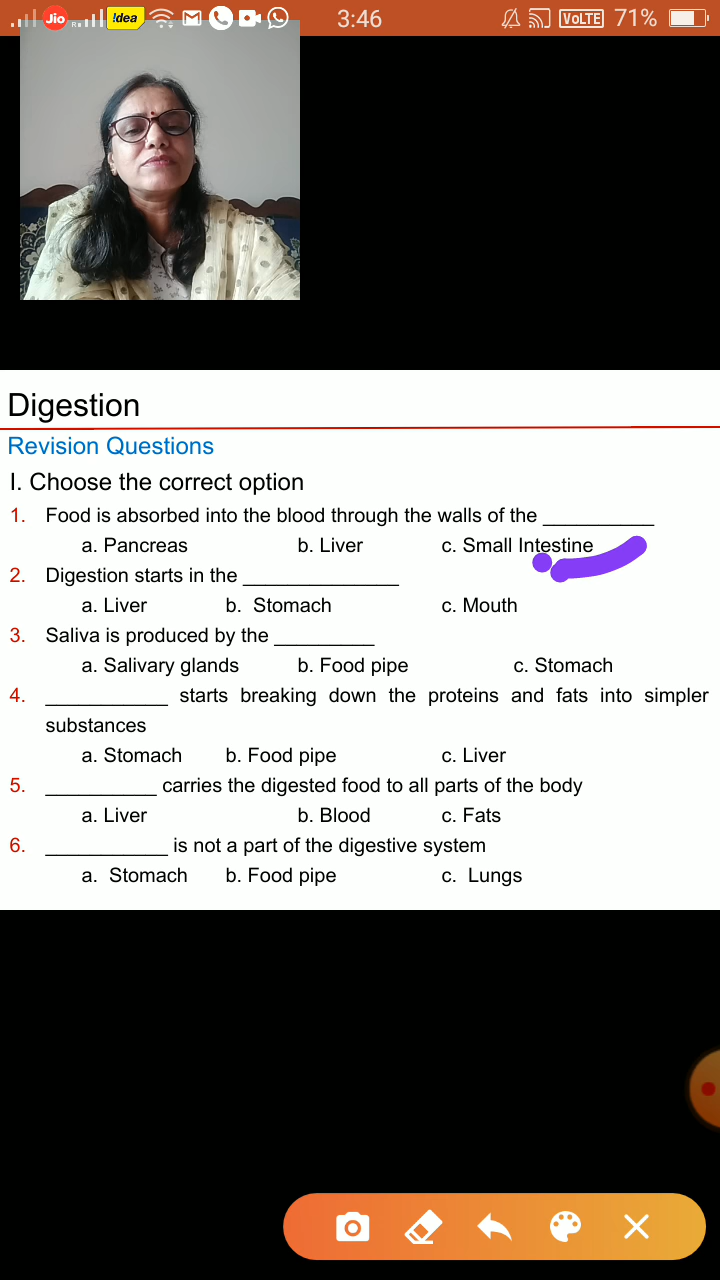 Jio R !dea 3:46 VoLTE 71%
Digestion
Revision Questions
I. Choose the correct option
1. Food is absorbed into the blood through the walls of the __________
a. Pancreas b. Liver c. Small Intestine
2. Digestion starts in the ______________
a. Liver b. Stomach c. Mouth
3. Saliva is produced by the _________
a. Salivary glands b. Food pipe c. Stomach
4. ___________ starts breaking down the proteins and fats into simpler
substances
a. Stomach b. Food pipe c. Liver
5. __________ carries the digested food to all parts of the body
a. Liver b. Blood c. Fats
6. ___________ is not a part of the digestive system
a. Stomach b. Food pipe c. Lungs